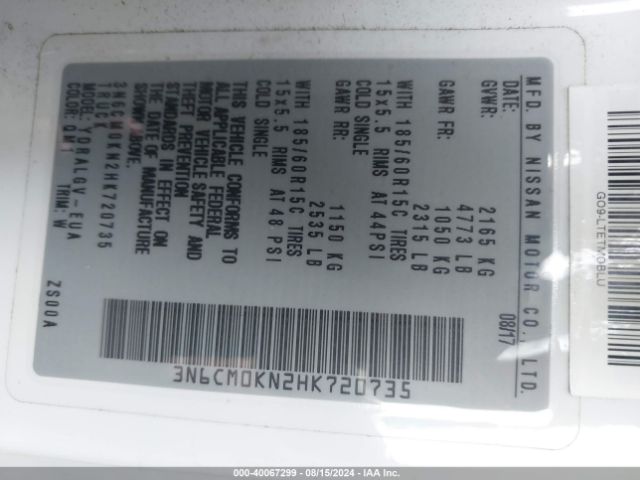 MFD. BY NISSAN MOTOR CO., LTD.
DATE: 08/17
GVWR: 2165 KG
4773 LB
GAWR FR: 1050 KG
2315 LB
WITH 185/60R15C TIRES
15x5.5 RIMS AT 44PSI
COLD SINGLE
GAWR RR: 1150 KG
2535 LB
WITH 185/60R15C TIRES
15x5.5 RIMS AT 48 PSI
COLD SINGLE
THIS VEHICLE CONFORMS TO
ALL APPLICABLE FEDERAL
MOTOR VEHICLE SAFETY AND
THEFT PREVENTION
STANDARDS IN EFFECT ON
THE DATE OF MANUFACTURE
SHOWN ABOVE.
3N6CM0KN2HK720735
TRUCK
MODEL: YDRALGV-EUA
COLOR: QM1 TRIM: W
ZS00A
3N6CM0KN2HK720735
000-40067299 - 08/15/2024 - IAA Inc.